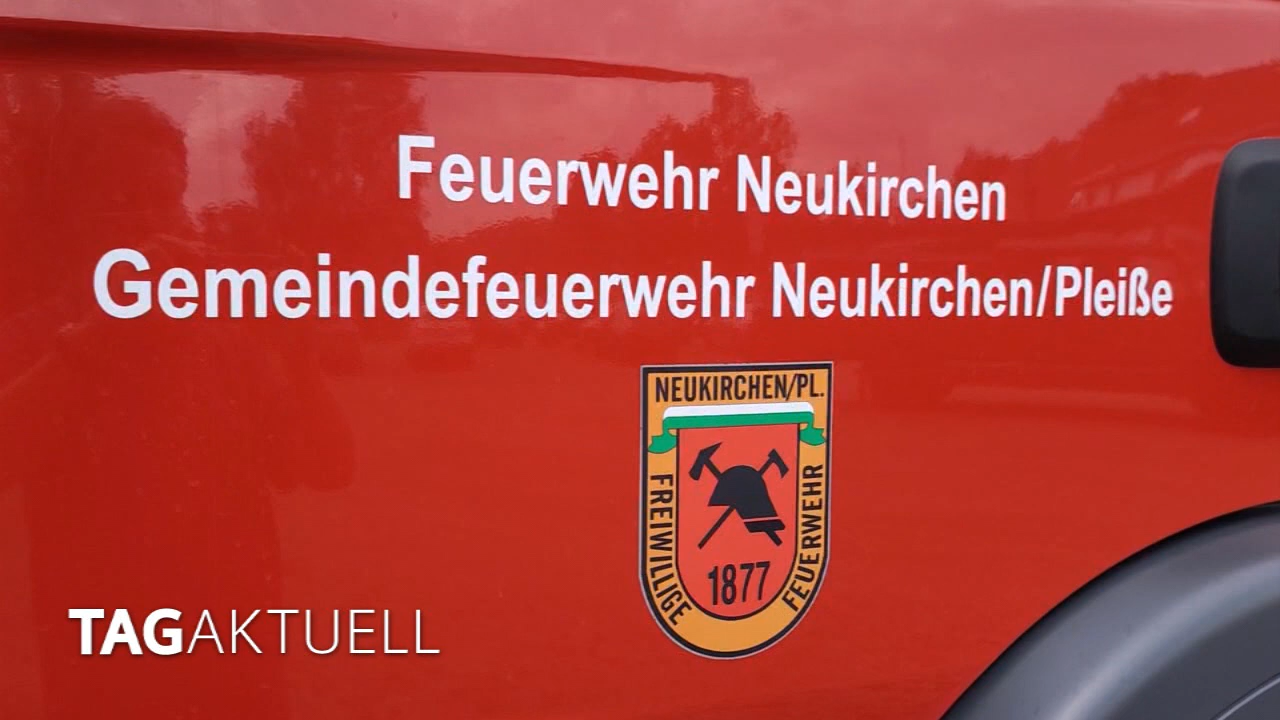 Feuerwehr Neukirchen
Gemeindefeuerwehr Neukirchen/Pleiße
NEUKIRCHEN/PL.
FREIWILLIGE
FEUERWEHR
1877
TAGAKTUELL